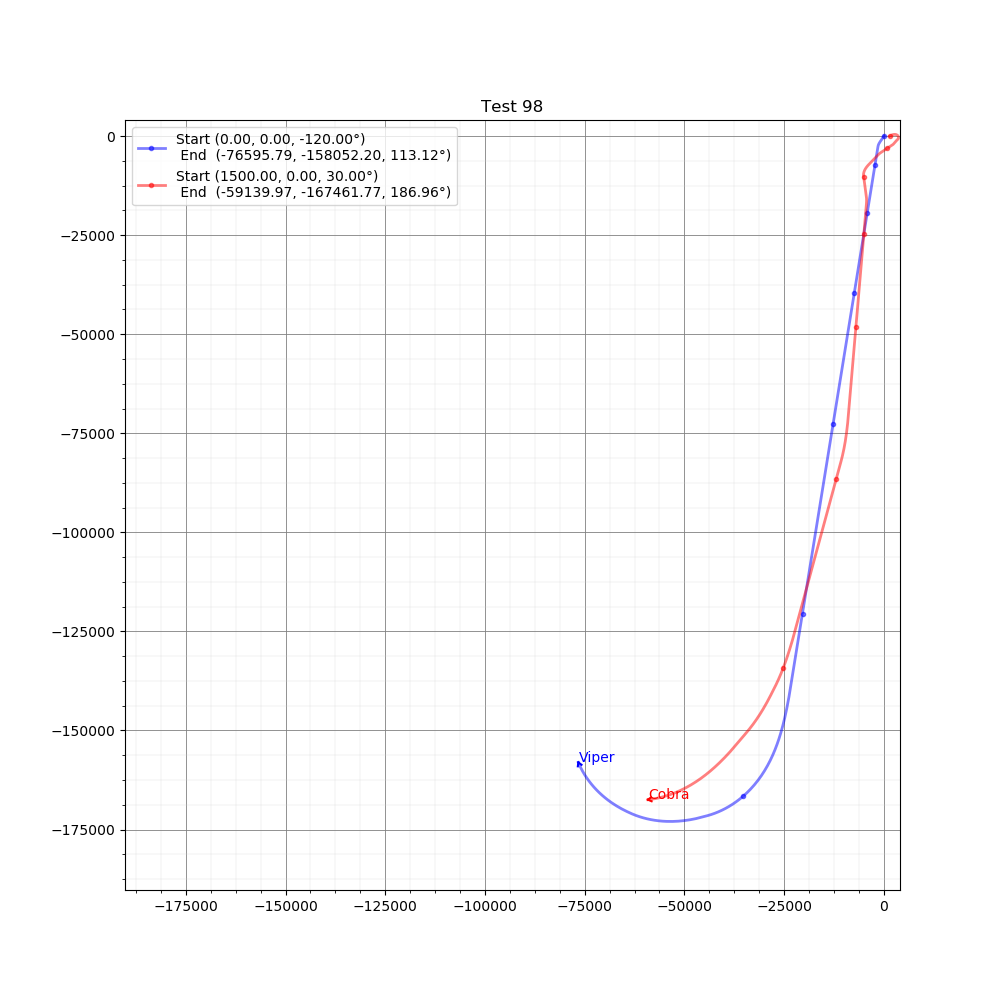 Test 98
Start (0.00, 0.00, -120.00°)
End  (-76595.79, -158052.20, 113.12°)
Start (1500.00, 0.00, 30.00°)
End  (-59139.97, -167461.77, 186.96°)
0
−25000
−50000
−75000
−100000
−125000
−150000
−175000
Viper
Cobra
−175000 −150000 −125000 −100000 −75000 −50000 −25000 0